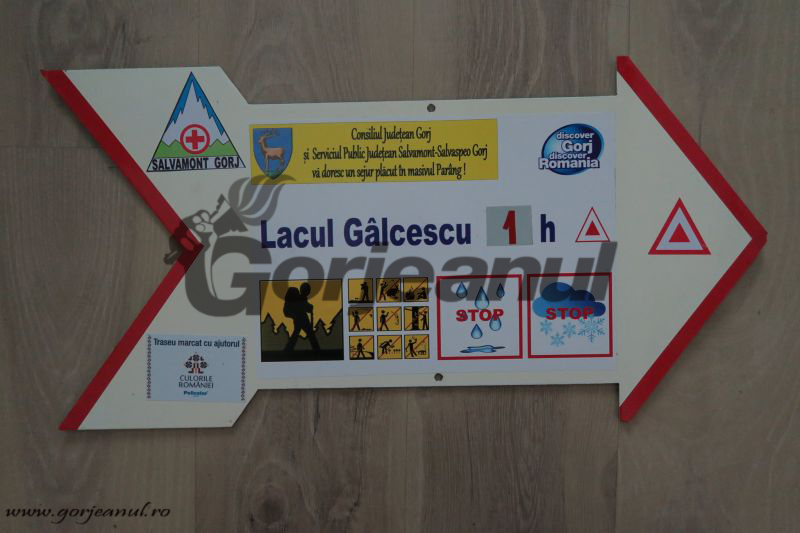 SALVAMONT GORJ
Consiliul Județean Gorj
și Serviciul Public Județean Salvamont-Salvaspeo Gorj
vă doresc un sejur plăcut în masivul Parâng !
discover
Gorj
discover
Romania
Lacul Gâlcescu 1 h
Gorjeanul
STOP
STOP
Traseu marcat cu ajutorul
CULORILE
ROMÂNIEI
Policolor
www.gorjeanul.ro